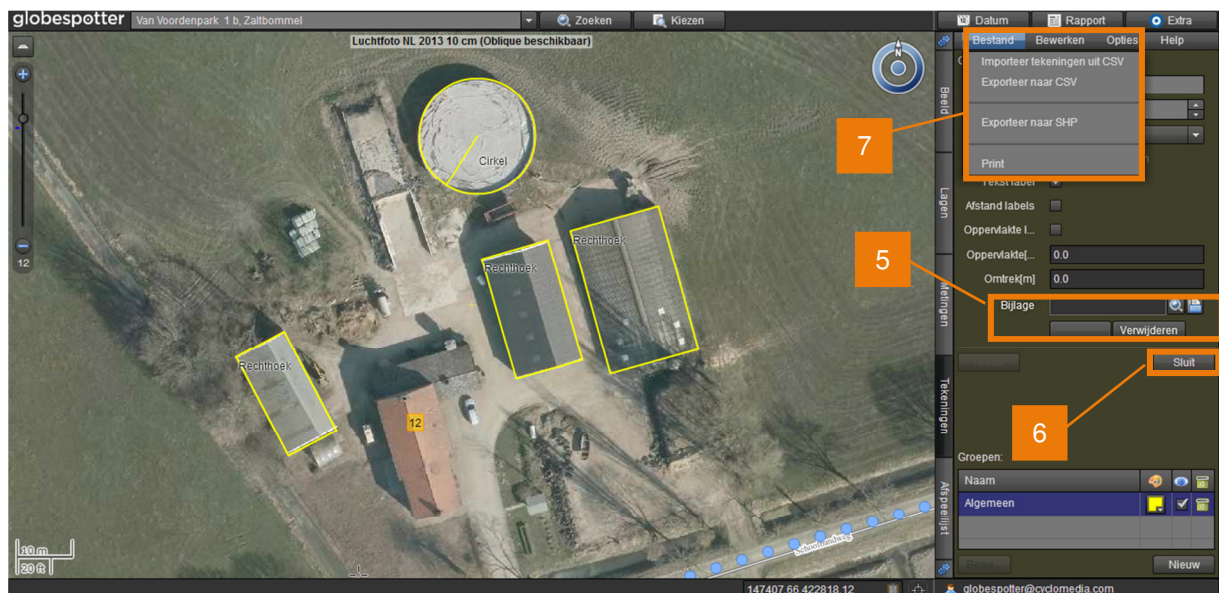 globespotter
Van Voordenpark 1 b, Zaltbommel
Zoeken
Kiezen
Datum
Rapport
Extra
Luchtfoto NL 2013 10 cm (Oblique beschikbaar)
Bestand
Bewerken
Opties
Help
Importeer tekeningen uit CSV
Exporteer naar CSV
Exporteer naar SHP
Print
7
Tekst label
Afstand labels
Oppervlakte l...
Oppervlakte[...
0.0
Omtrek[m]
0.0
5
Bijlage
Verwijderen
Sluit
6
Groepen:
Naam
Algemeen
Nieuw
Beeld
Lagen
Metingen
Tekeningen
Afspeellijst
N
12
Cirkel
Rechthoek
Rechthoek
Rechthoek
12
10 m
20 ft
147407.66 422818.12
globespotter@cyclomedia.com